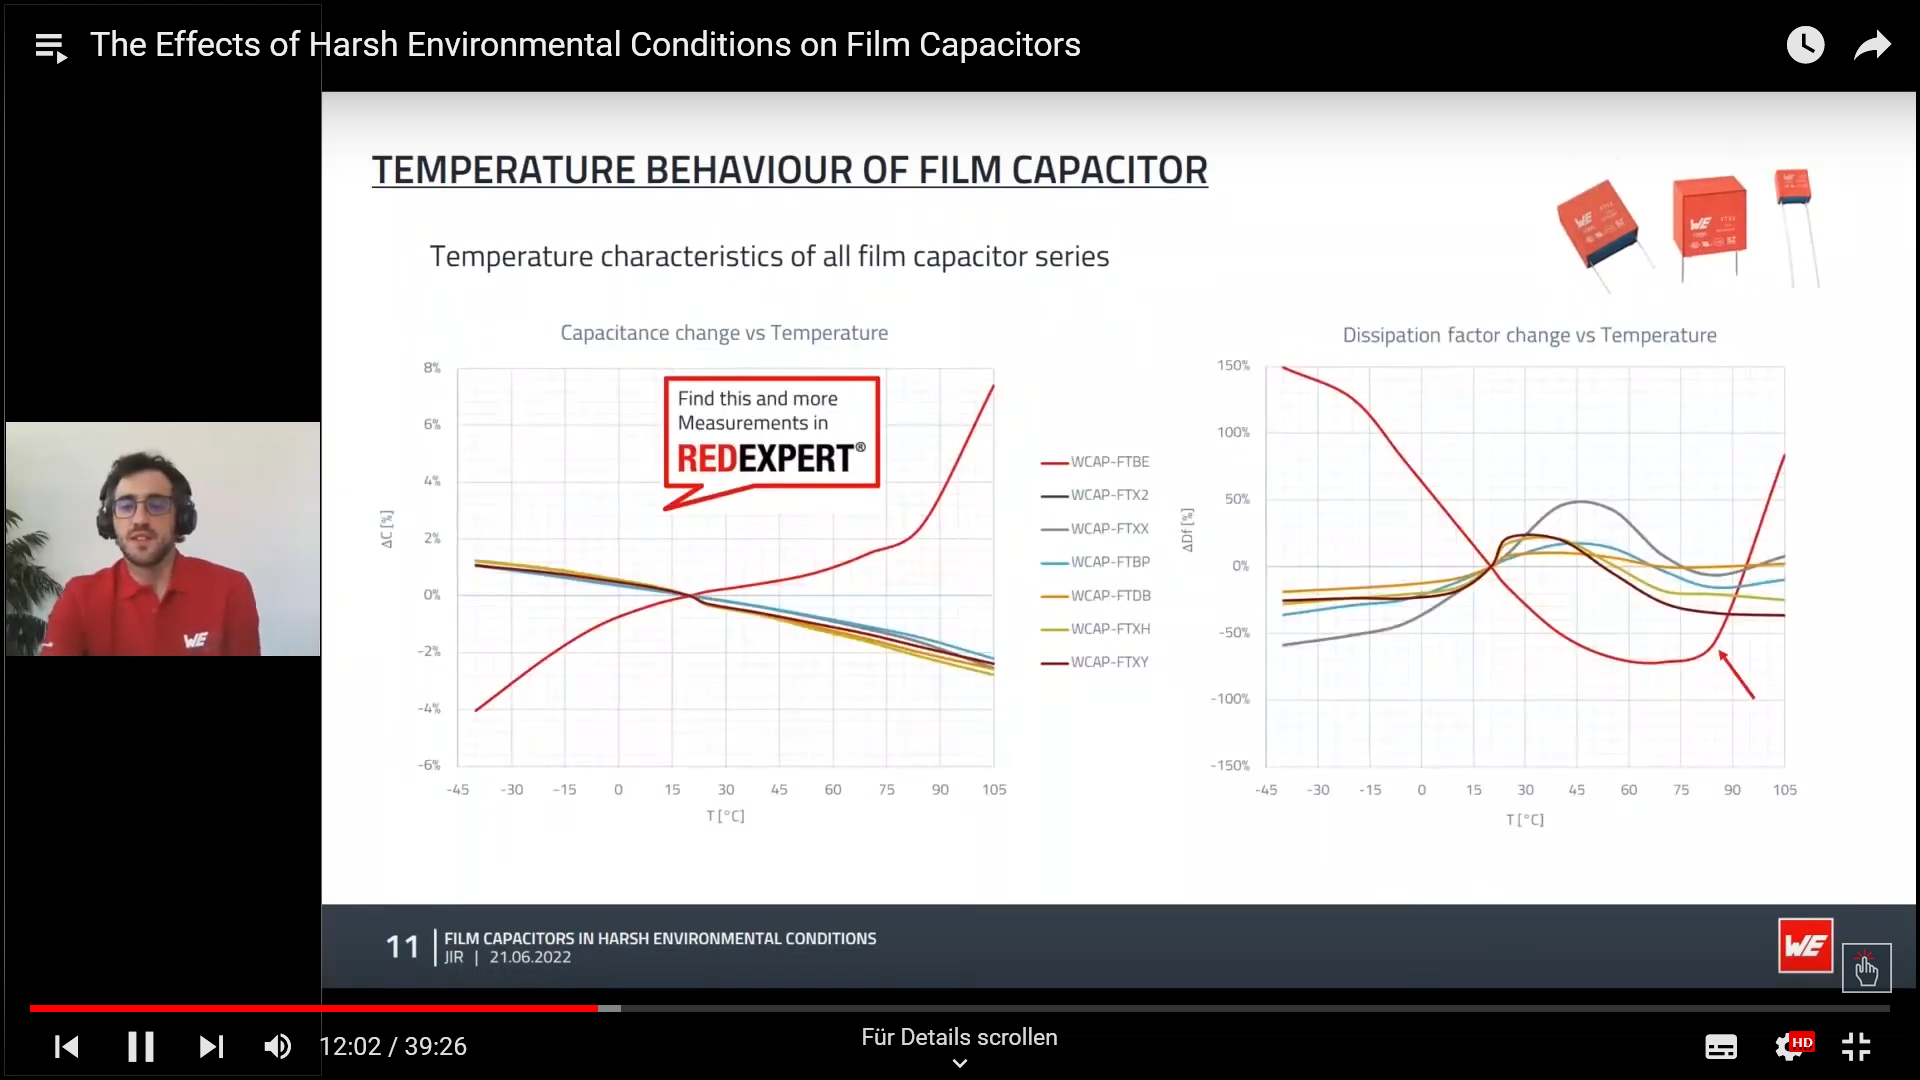 The Effects of Harsh Environmental Conditions on Film Capacitors
TEMPERATURE BEHAVIOUR OF FILM CAPACITOR
Temperature characteristics of all film capacitor series
WE
WE
WE
Capacitance change vs Temperature
8%
6%
4%
2%
0%
-2%
-4%
-6%
ΔC [%]
-45 -30 -15 0 15 30 45 60 75 90 105
T [°C]
Find this and more
Measurements in
REDEXPERT®
WCAP-FTBE
WCAP-FTX2
WCAP-FTXX
WCAP-FTBP
WCAP-FTDB
WCAP-FTXH
WCAP-FTXY
Dissipation factor change vs Temperature
150%
100%
50%
0%
-50%
-100%
-150%
ΔDf [%]
-45 -30 -15 0 15 30 45 60 75 90 105
T [°C]
WE
11
FILM CAPACITORS IN HARSH ENVIRONMENTAL CONDITIONS
JIR | 21.06.2022
WE
12:02 / 39:26
Für Details scrollen
HD